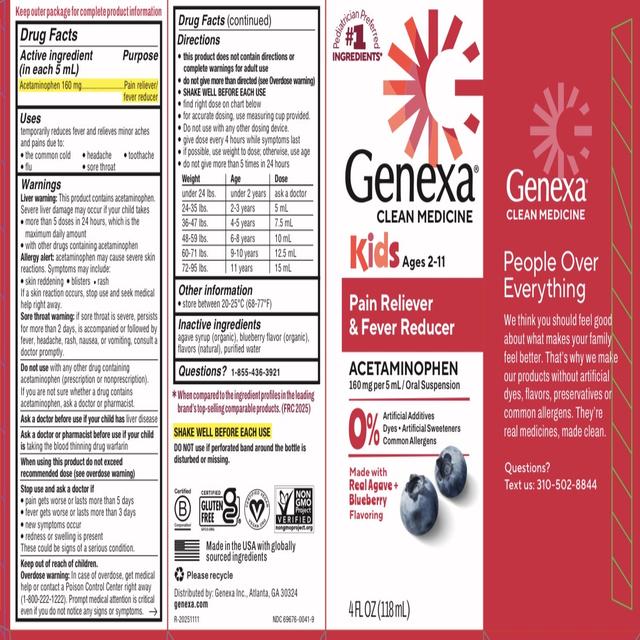 Keep outer package for complete product information
Drug Facts
Active ingredient Purpose
(in each 5 mL)
Acetaminophen 160 mg..........................Pain reliever/
fever reducer
Uses
temporarily reduces fever and relieves minor aches
and pains due to:
• the common cold • headache • toothache
• flu • sore throat
Warnings
Liver warning: This product contains acetaminophen.
Severe liver damage may occur if your child takes
• more than 5 doses in 24 hours, which is the
maximum daily amount
• with other drugs containing acetaminophen
Allergy alert: acetaminophen may cause severe skin
reactions. Symptoms may include:
• skin reddening • blisters • rash
If a skin reaction occurs, stop use and seek medical
help right away.
Sore throat warning: if sore throat is severe, persists
for more than 2 days, is accompanied or followed by
fever, headache, rash, nausea, or vomiting, consult a
doctor promptly.
Do not use with any other drug containing
acetaminophen (prescription or nonprescription).
If you are not sure whether a drug contains
acetaminophen, ask a doctor or pharmacist.
Ask a doctor before use if your child has liver disease
Ask a doctor or pharmacist before use if your child
is taking the blood thinning drug warfarin
When using this product do not exceed
recommended dose (see overdose warning)
Stop use and ask a doctor if
• pain gets worse or lasts more than 5 days
• fever gets worse or lasts more than 3 days
• new symptoms occur
• redness or swelling is present
These could be signs of a serious condition.
Keep out of reach of children.
Overdose warning: In case of overdose, get medical
help or contact a Poison Control Center right away
(1-800-222-1222). Prompt medical attention is critical
even if you do not notice any signs or symptoms. →
Drug Facts (continued)
Directions
• this product does not contain directions or
complete warnings for adult use
• do not give more than directed (see Overdose warning)
• SHAKE WELL BEFORE EACH USE
• find right dose on chart below
• for accurate dosing, use measuring cup provided.
• Do not use with any other dosing device.
• give dose every 4 hours while symptoms last
• if possible, use weight to dose; otherwise, use age
• do not give more than 5 times in 24 hours
Weight Age Dose
under 24 lbs. under 2 years ask a doctor
24-35 lbs. 2-3 years 5 mL
36-47 lbs. 4-5 years 7.5 mL
48-59 lbs. 6-8 years 10 mL
60-71 lbs. 9-10 years 12.5 mL
72-95 lbs. 11 years 15 mL
Other information
• store between 20-25°C (68-77°F)
Inactive ingredients
agave syrup (organic), blueberry flavor (organic),
flavors (natural), purified water
Questions? 1-855-436-3921
* When compared to the ingredient profiles in the leading
brand's top-selling comparable products. (FRC 2025)
SHAKE WELL BEFORE EACH USE
DO NOT use if perforated band around the bottle is
disturbed or missing.
Certified
B
Corporation
CERTIFIED
GLUTEN
FREE
CERTIFIED VEGAN
NON
GMO
Project
VERIFIED
nongmoproject.org
Made in the USA with globally
sourced ingredients
Please recycle
Distributed by: Genexa Inc., Atlanta, GA 30324
genexa.com
R-20251111 NDC 69676-0041-9
Pediatrician Preferred
#1
INGREDIENTS*
Genexa®
CLEAN MEDICINE
Kids Ages 2-11
Pain Reliever
& Fever Reducer
ACETAMINOPHEN
160 mg per 5 mL / Oral Suspension
0% Artificial Additives
Dyes • Artificial Sweeteners
Common Allergens
Made with
Real Agave +
Blueberry
Flavoring
4 FL OZ (118 mL)
Genexa®
CLEAN MEDICINE
People Over
Everything
We think you should feel good
about what makes your family
feel better. That's why we make
our products without artificial
dyes, flavors, preservatives or
common allergens. They're
real medicines, made clean.
Questions?
Text us: 310-502-8844